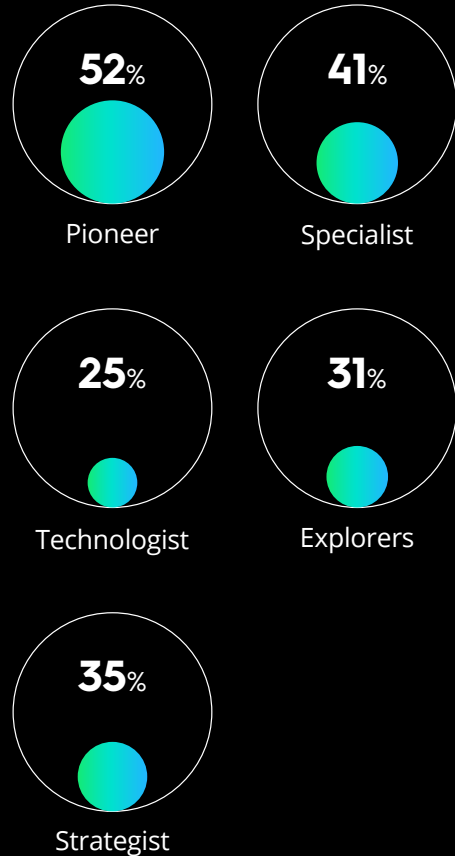 52%
41%
Pioneer
Specialist
25%
31%
Technologist
Explorers
35%
Strategist